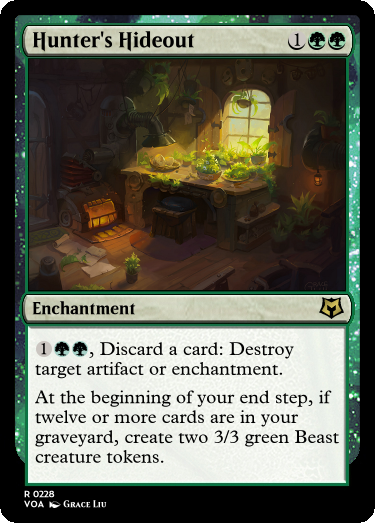 Hunter's Hideout 1
Enchantment
1, Discard a card: Destroy
target artifact or enchantment.
At the beginning of your end step, if
twelve or more cards are in your
graveyard, create two 3/3 green Beast
creature tokens.
R 0228
VOA Grace Liu